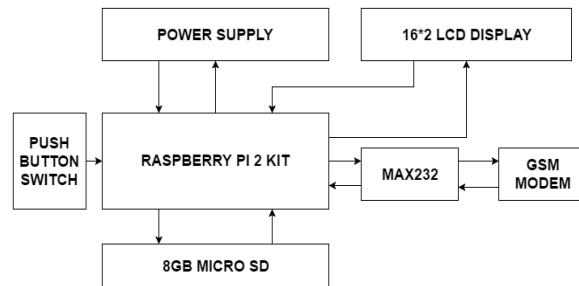 POWER SUPPLY
16*2 LCD DISPLAY
PUSH
BUTTON
SWITCH
RASPBERRY PI 2 KIT
MAX232
GSM
MODEM
8GB MICRO SD